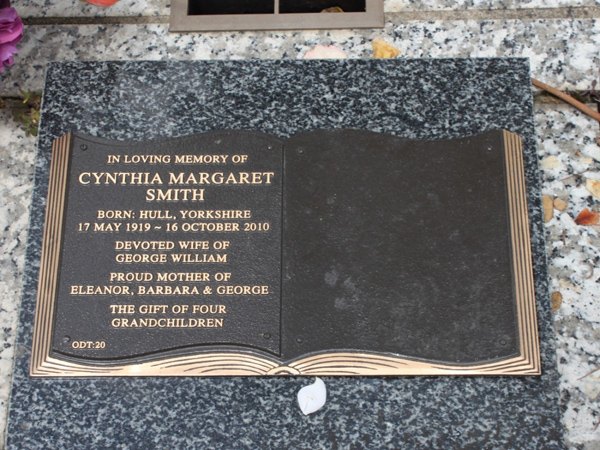 IN LOVING MEMORY OF
CYNTHIA MARGARET
SMITH
BORN: HULL, YORKSHIRE
17 MAY 1919 ~ 16 OCTOBER 2010
DEVOTED WIFE OF
GEORGE WILLIAM
PROUD MOTHER OF
ELEANOR, BARBARA & GEORGE
THE GIFT OF FOUR
GRANDCHILDREN
ODT:20